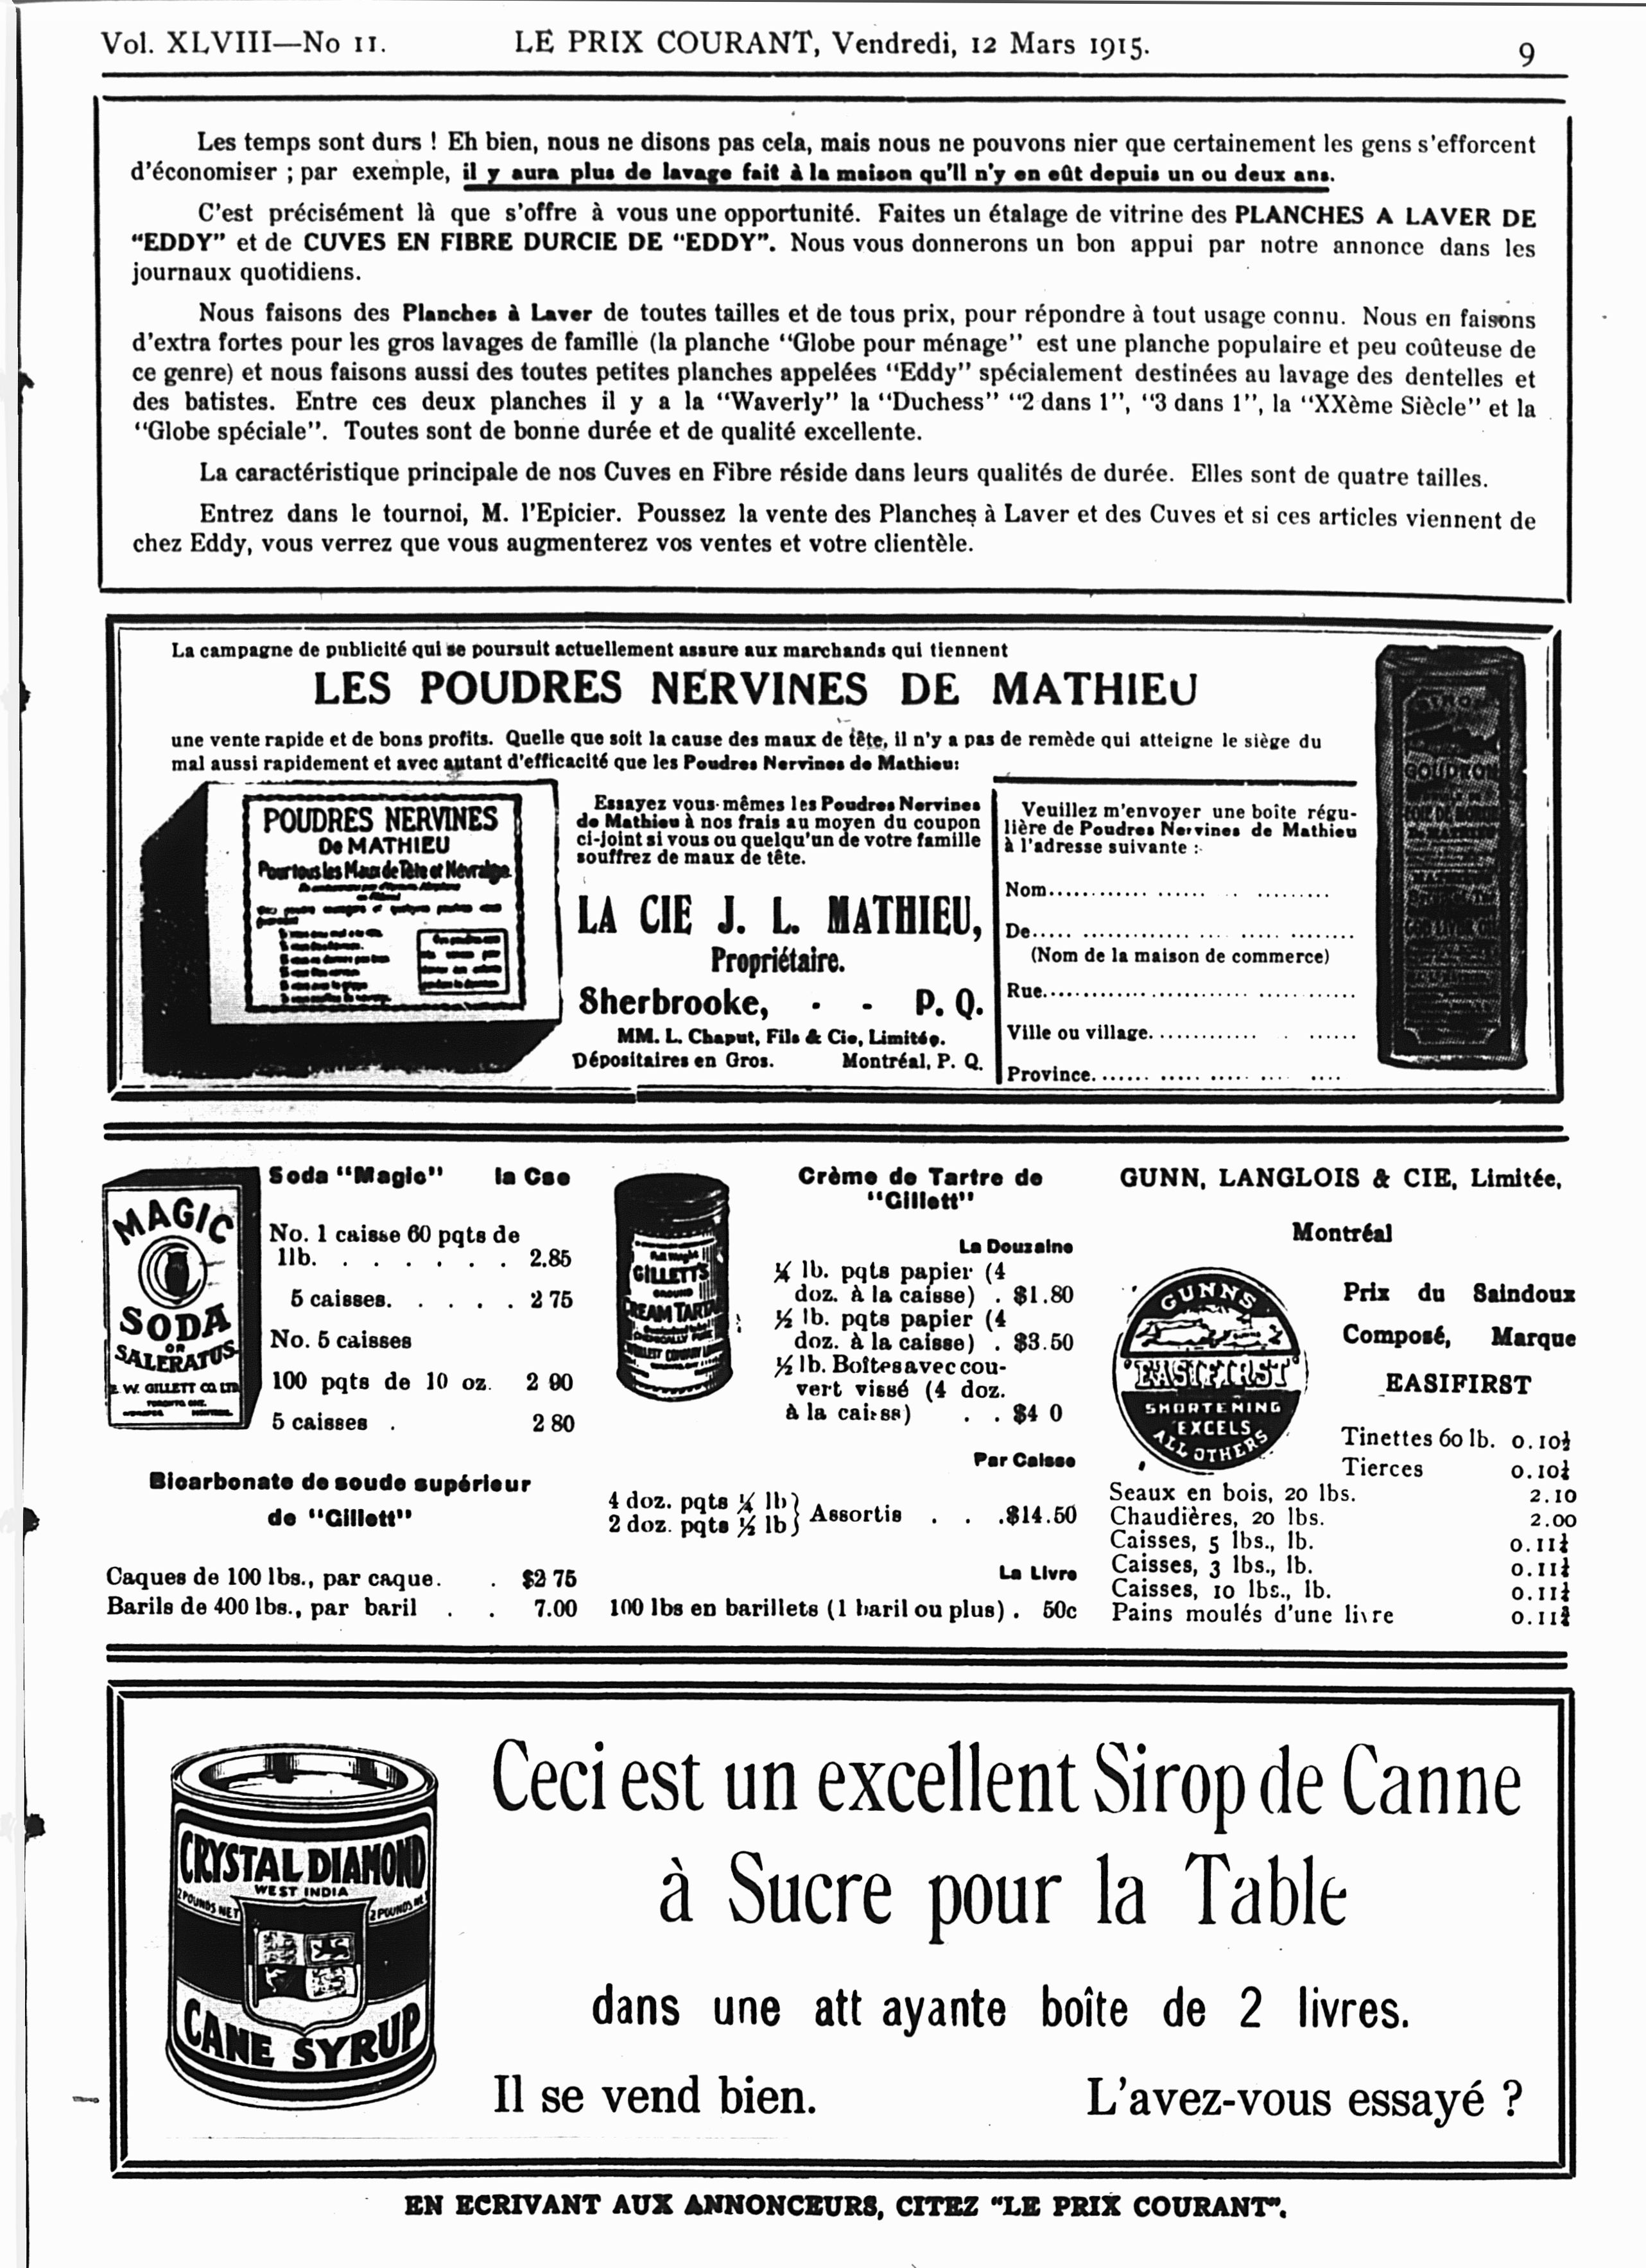 Vol. XLVIII—No 11. LE PRIX COURANT, Vendredi, 12 Mars 1915. 9
Les temps sont durs ! Eh bien, nous ne disons pas cela, mais nous ne pouvons nier que certainement les gens s'efforcent
d'économiser ; par exemple, il y aura plus de lavage fait à la maison qu'il n'y en eût depuis un ou deux ans.
C'est précisément là que s'offre à vous une opportunité. Faites un étalage de vitrine des PLANCHES A LAVER DE
"EDDY" et de CUVES EN FIBRE DURCIE DE "EDDY". Nous vous donnerons un bon appui par notre annonce dans les
journaux quotidiens.
Nous faisons des Planches à Laver de toutes tailles et de tous prix, pour répondre à tout usage connu. Nous en faisons
d'extra fortes pour les gros lavages de famille (la planche "Globe pour ménage" est une planche populaire et peu coûteuse de
ce genre) et nous faisons aussi des toutes petites planches appelées "Eddy" spécialement destinées au lavage des dentelles et
des batistes. Entre ces deux planches il y a la "Waverly" la "Duchess" "2 dans 1", "3 dans 1", la "XXème Siècle" et la
"Globe spéciale". Toutes sont de bonne durée et de qualité excellente.
La caractéristique principale de nos Cuves en Fibre réside dans leurs qualités de durée. Elles sont de quatre tailles.
Entrez dans le tournoi, M. l'Epicier. Poussez la vente des Planches à Laver et des Cuves et si ces articles viennent de
chez Eddy, vous verrez que vous augmenterez vos ventes et votre clientèle.
La campagne de publicité qui se poursuit actuellement assure aux marchands qui tiennent
LES POUDRES NERVINES DE MATHIEU
une vente rapide et de bons profits. Quelle que soit la cause des maux de tête, il n'y a pas de remède qui atteigne le siège du
mal aussi rapidement et avec autant d'efficacité que les Poudres Nervines de Mathieu:
POUDRES NERVINES
De MATHIEU
Pour tous les Maux de Tête et Névralgie.
Essayez vous-mêmes les Poudres Nervines
de Mathieu à nos frais au moyen du coupon
ci-joint si vous ou quelqu'un de votre famille
souffrez de maux de tête.
LA CIE J. L. MATHIEU,
Propriétaire.
Sherbrooke, - - P. Q.
MM. L. Chaput, Fils & Cie, Limitée.
Dépositaires en Gros. Montréal, P. Q.
Veuillez m'envoyer une boîte régu-
lière de Poudres Nervines de Mathieu
à l'adresse suivante :
Nom
De
(Nom de la maison de commerce)
Rue
Ville ou village
Province
SIROP
GOUDRON
MATHIEU'S
COD LIVER OIL
MAGIC
SODA
OR
SALERATUS
E. W. GILLETT CO LTD
TORONTO ONT.
WINNIPEG MONTREAL
Soda "Magic" la Cse
No. 1 caisse 60 pqts de
1lb. . . . . . . 2.85
5 caisses. . . . . 2 75
No. 5 caisses
100 pqts de 10 oz. 2 90
5 caisses . 2 80
Bicarbonate de soude supérieur
de "Gillett"
Caques de 100 lbs., par caque. . $2 75
Barils de 400 lbs., par baril . . 7.00
GILLETT'S
GROUND
CREAM TARTAR
CHEMICALLY PURE
Crème de Tartre de
"Gillett"
La Douzaine
¼ lb. pqts papier (4
doz. à la caisse) . $1.80
½ lb. pqts papier (4
doz. à la caisse) . $3.50
½ lb. Boîtes avec cou-
vert vissé (4 doz.
à la caisse) . . $4 0
Par Caisse
4 doz. pqts ¼ lb
2 doz. pqts ½ lb } Assortis . . .$14.50
La Livre
100 lbs en barillets (1 baril ou plus) . 50c
GUNN, LANGLOIS & CIE, Limitée,
Montréal
GUNNS
"EASIFIRST"
SHORTENING
EXCELS
ALL OTHERS
Prix du Saindoux
Composé, Marque
EASIFIRST
Tinettes 60 lb. 0.10½
Tierces 0.10¼
Seaux en bois, 20 lbs. 2.10
Chaudières, 20 lbs. 2.00
Caisses, 5 lbs., lb. 0.11¼
Caisses, 3 lbs., lb. 0.11¼
Caisses, 10 lbs., lb. 0.11¼
Pains moulés d'une livre 0.11¾
CRYSTAL DIAMOND
WEST INDIA
2 POUNDS NET 2 POUNDS NET
CANE SYRUP
Ceci est un excellent Sirop de Canne
à Sucre pour la Table
dans une att ayante boîte de 2 livres.
Il se vend bien. L'avez-vous essayé ?
EN ECRIVANT AUX ANNONCEURS, CITEZ "LE PRIX COURANT".